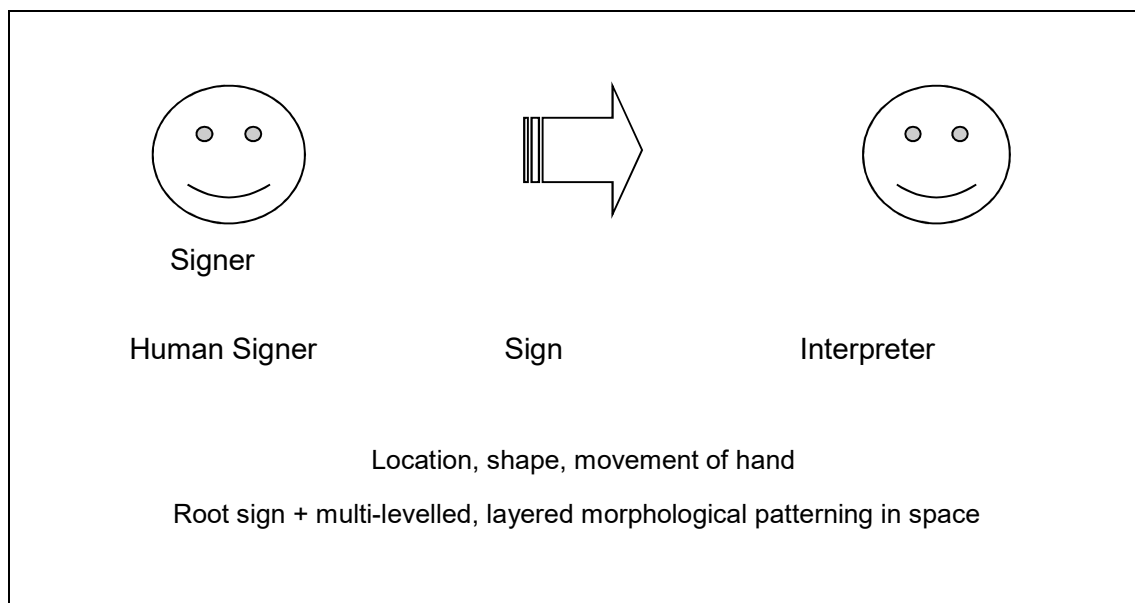 Signer
Human Signer Sign Interpreter
Location, shape, movement of hand
Root sign + multi-levelled, layered morphological patterning in space